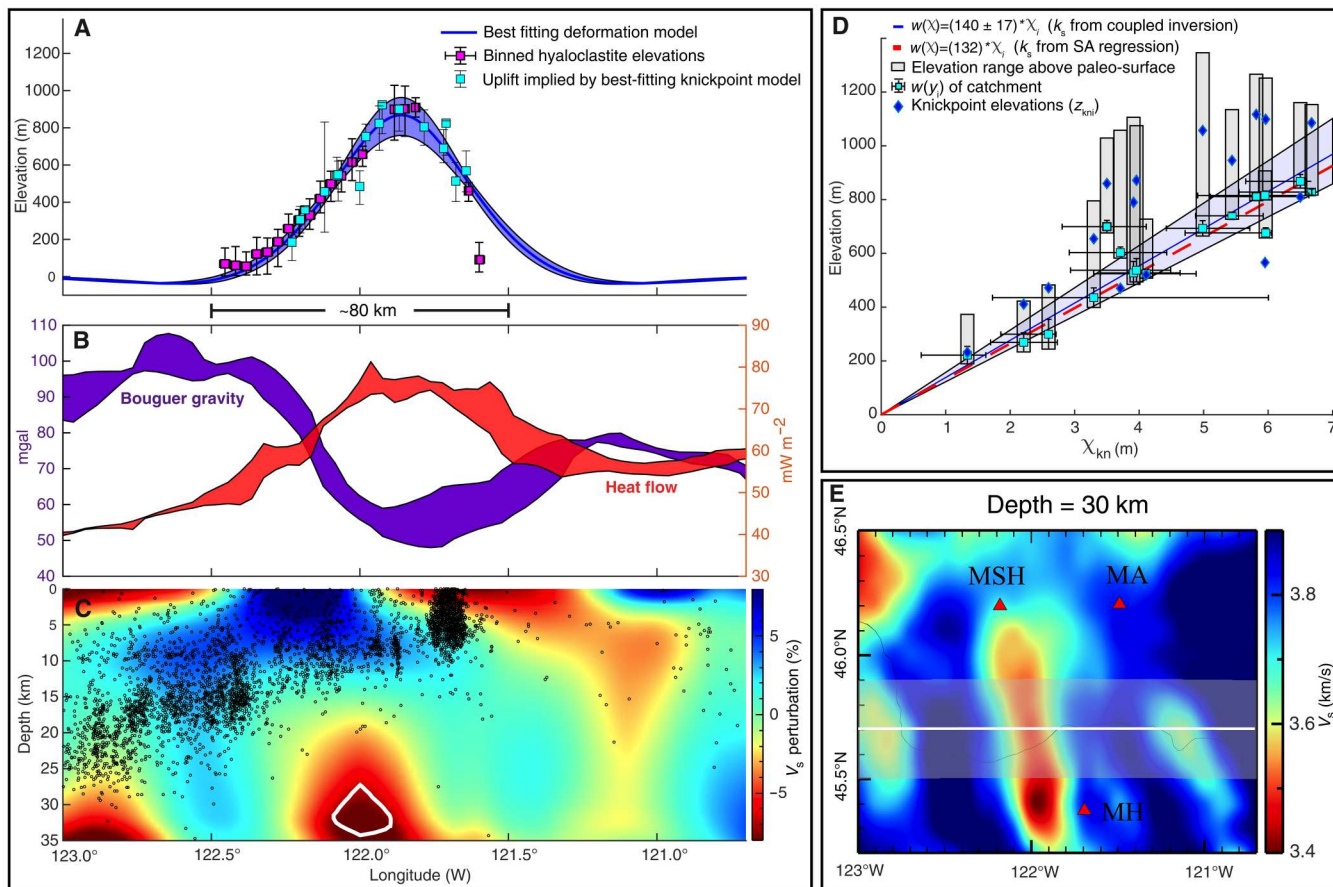 A
Best fitting deformation model
Binned hyaloclastite elevations
Uplift implied by best-fitting knickpoint model
1200
1000
800
600
400
200
0
Elevation (m)
~80 km
B
110
100
90
80
70
60
50
40
mgal
Bouguer gravity
Heat flow
90
80
70
60
50
40
30
mW m−2
C
0
5
10
15
20
25
30
35
Depth (km)
123.0°
122.5°
122.0°
121.5°
121.0°
Longitude (W)
5
0
−5
Vs perturbation (%)
D
w(χ)=(140 ± 17)*χi (ks from coupled inversion)
w(χ)=(132)*χi (ks from SA regression)
Elevation range above paleo-surface
w(yi) of catchment
Knickpoint elevations (zkni)
1200
1000
800
600
400
200
0
Elevation (m)
0 1 2 3 4 5 6 7
χkn (m)
E
Depth = 30 km
46.5°N
46.0°N
45.5°N
MSH
MA
MH
123°W
122°W
121°W
3.8
3.6
3.4
Vs (km/s)